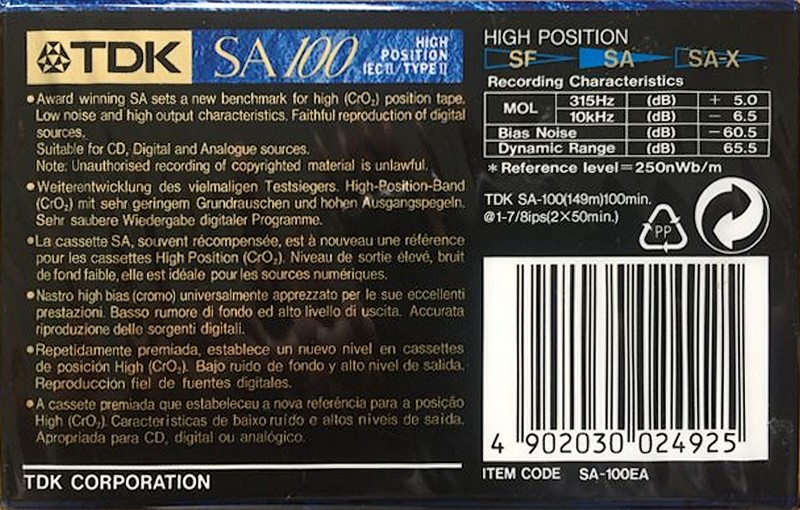 TDK SA 100 HIGH POSITION IEC II/TYPE II
•Award winning SA sets a new benchmark for high (CrO₂) position tape.
Low noise and high output characteristics. Faithful reproduction of digital
sources.
Suitable for CD, Digital and Analogue sources.
Note: Unauthorised recording of copyrighted material is unlawful.
•Weiterentwicklung des vielmaligen Testsiegers. High-Position-Band
(CrO₂) mit sehr geringem Grundrauschen und hohen Ausgangspegeln.
Sehr saubere Wiedergabe digitaler Programme.
•La cassette SA, souvent récompensée, est à nouveau une référence
pour les cassettes High Position (CrO₂). Niveau de sortie élevé, bruit
de fond faible, elle est idéale pour les sources numériques.
•Nastro high bias (cromo) universalmente apprezzato per le sue eccellenti
prestazioni. Basso rumore di fondo ed alto livello di uscita. Accurata
riproduzione delle sorgenti digitali.
•Repetidamente premiada, establece un nuevo nivel en cassettes
de posición High (CrO₂). Bajo ruido de fondo y alto nivel de salida.
Reproducción fiel de fuentes digitales.
•A cassete premiada que estabeleceu a nova referência para a posição
High (CrO₂). Características de baixo ruído e altos níveis de saída.
Apropriada para CD, digital ou analógico.
TDK CORPORATION
HIGH POSITION
SF SA SA-X
Recording Characteristics
MOL 315Hz (dB) + 5.0
10kHz (dB) − 6.5
Bias Noise (dB) −60.5
Dynamic Range (dB) 65.5
*Reference level=250nWb/m
TDK SA-100(149m)100min.
@1-7/8ips(2×50min.)
PP
4 902030 024925
ITEM CODE SA-100EA